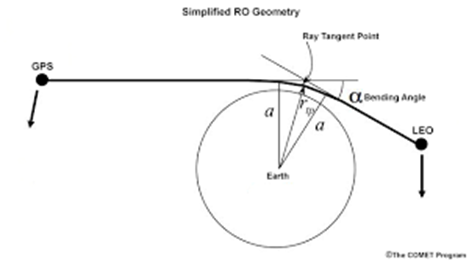 Simplified RO Geometry
Ray Tangent Point
GPS
α Bending Angle
a
r
a
LEO
Earth
©The COMET Program